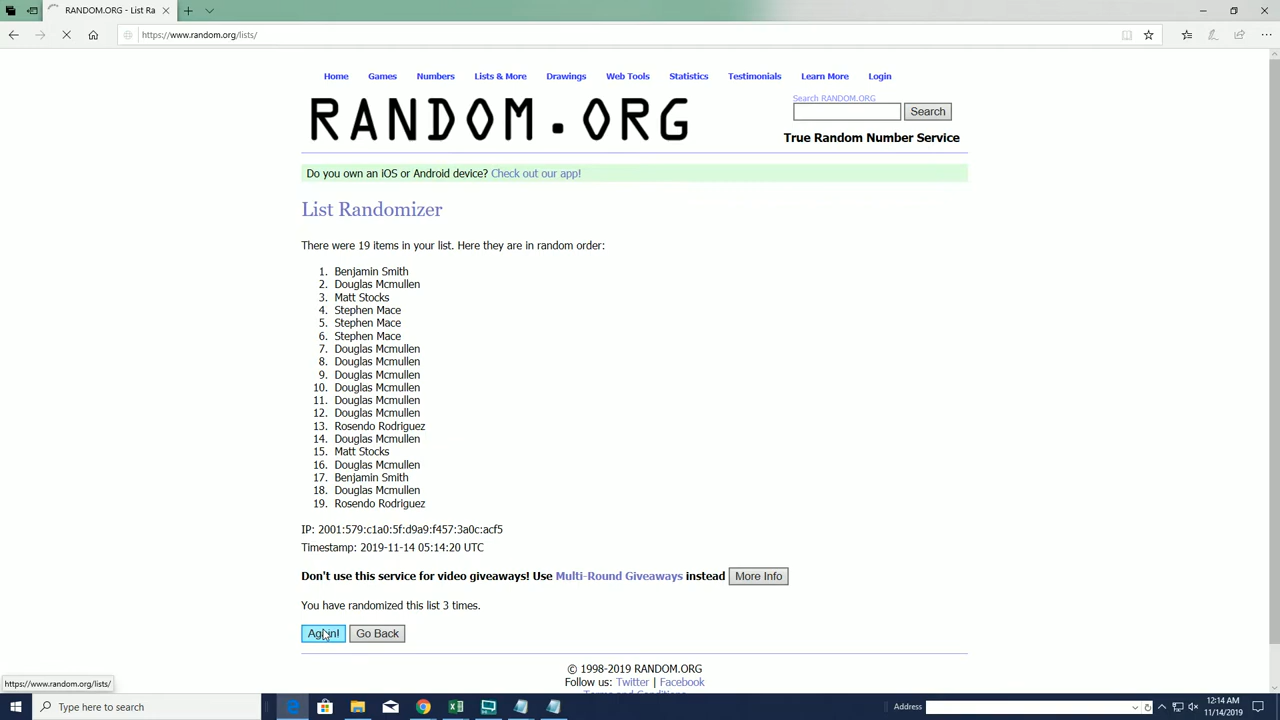 RANDOM.ORG - List Ra
https://www.random.org/lists/
Home Games Numbers Lists & More Drawings Web Tools Statistics Testimonials Learn More Login
Search RANDOM.ORG
RANDOM.ORG
Search
True Random Number Service
Do you own an iOS or Android device? Check out our app!
List Randomizer
There were 19 items in your list. Here they are in random order:
1. Benjamin Smith
2. Douglas Mcmullen
3. Matt Stocks
4. Stephen Mace
5. Stephen Mace
6. Stephen Mace
7. Douglas Mcmullen
8. Douglas Mcmullen
9. Douglas Mcmullen
10. Douglas Mcmullen
11. Douglas Mcmullen
12. Douglas Mcmullen
13. Rosendo Rodriguez
14. Douglas Mcmullen
15. Matt Stocks
16. Douglas Mcmullen
17. Benjamin Smith
18. Douglas Mcmullen
19. Rosendo Rodriguez
IP: 2001:579:c1a0:5f:d9a9:f457:3a0c:acf5
Timestamp: 2019-11-14 05:14:20 UTC
Don't use this service for video giveaways! Use Multi-Round Giveaways instead More Info
You have randomized this list 3 times.
Again! Go Back
© 1998-2019 RANDOM.ORG
Follow us: Twitter | Facebook
Terms and Conditions
https://www.random.org/lists/
Type here to search
Address
12:14 AM
11/14/2019